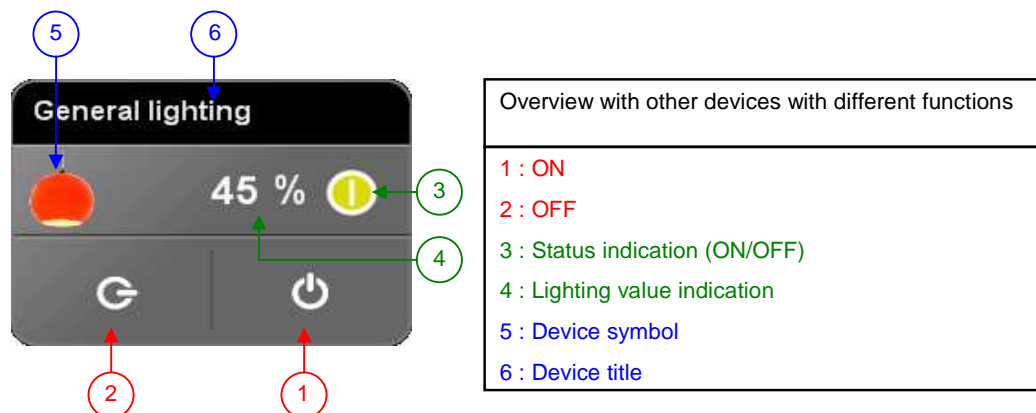 5
6
General lighting
45 %
3
4
2
1
Overview with other devices with different functions
1 : ON
2 : OFF
3 : Status indication (ON/OFF)
4 : Lighting value indication
5 : Device symbol
6 : Device title